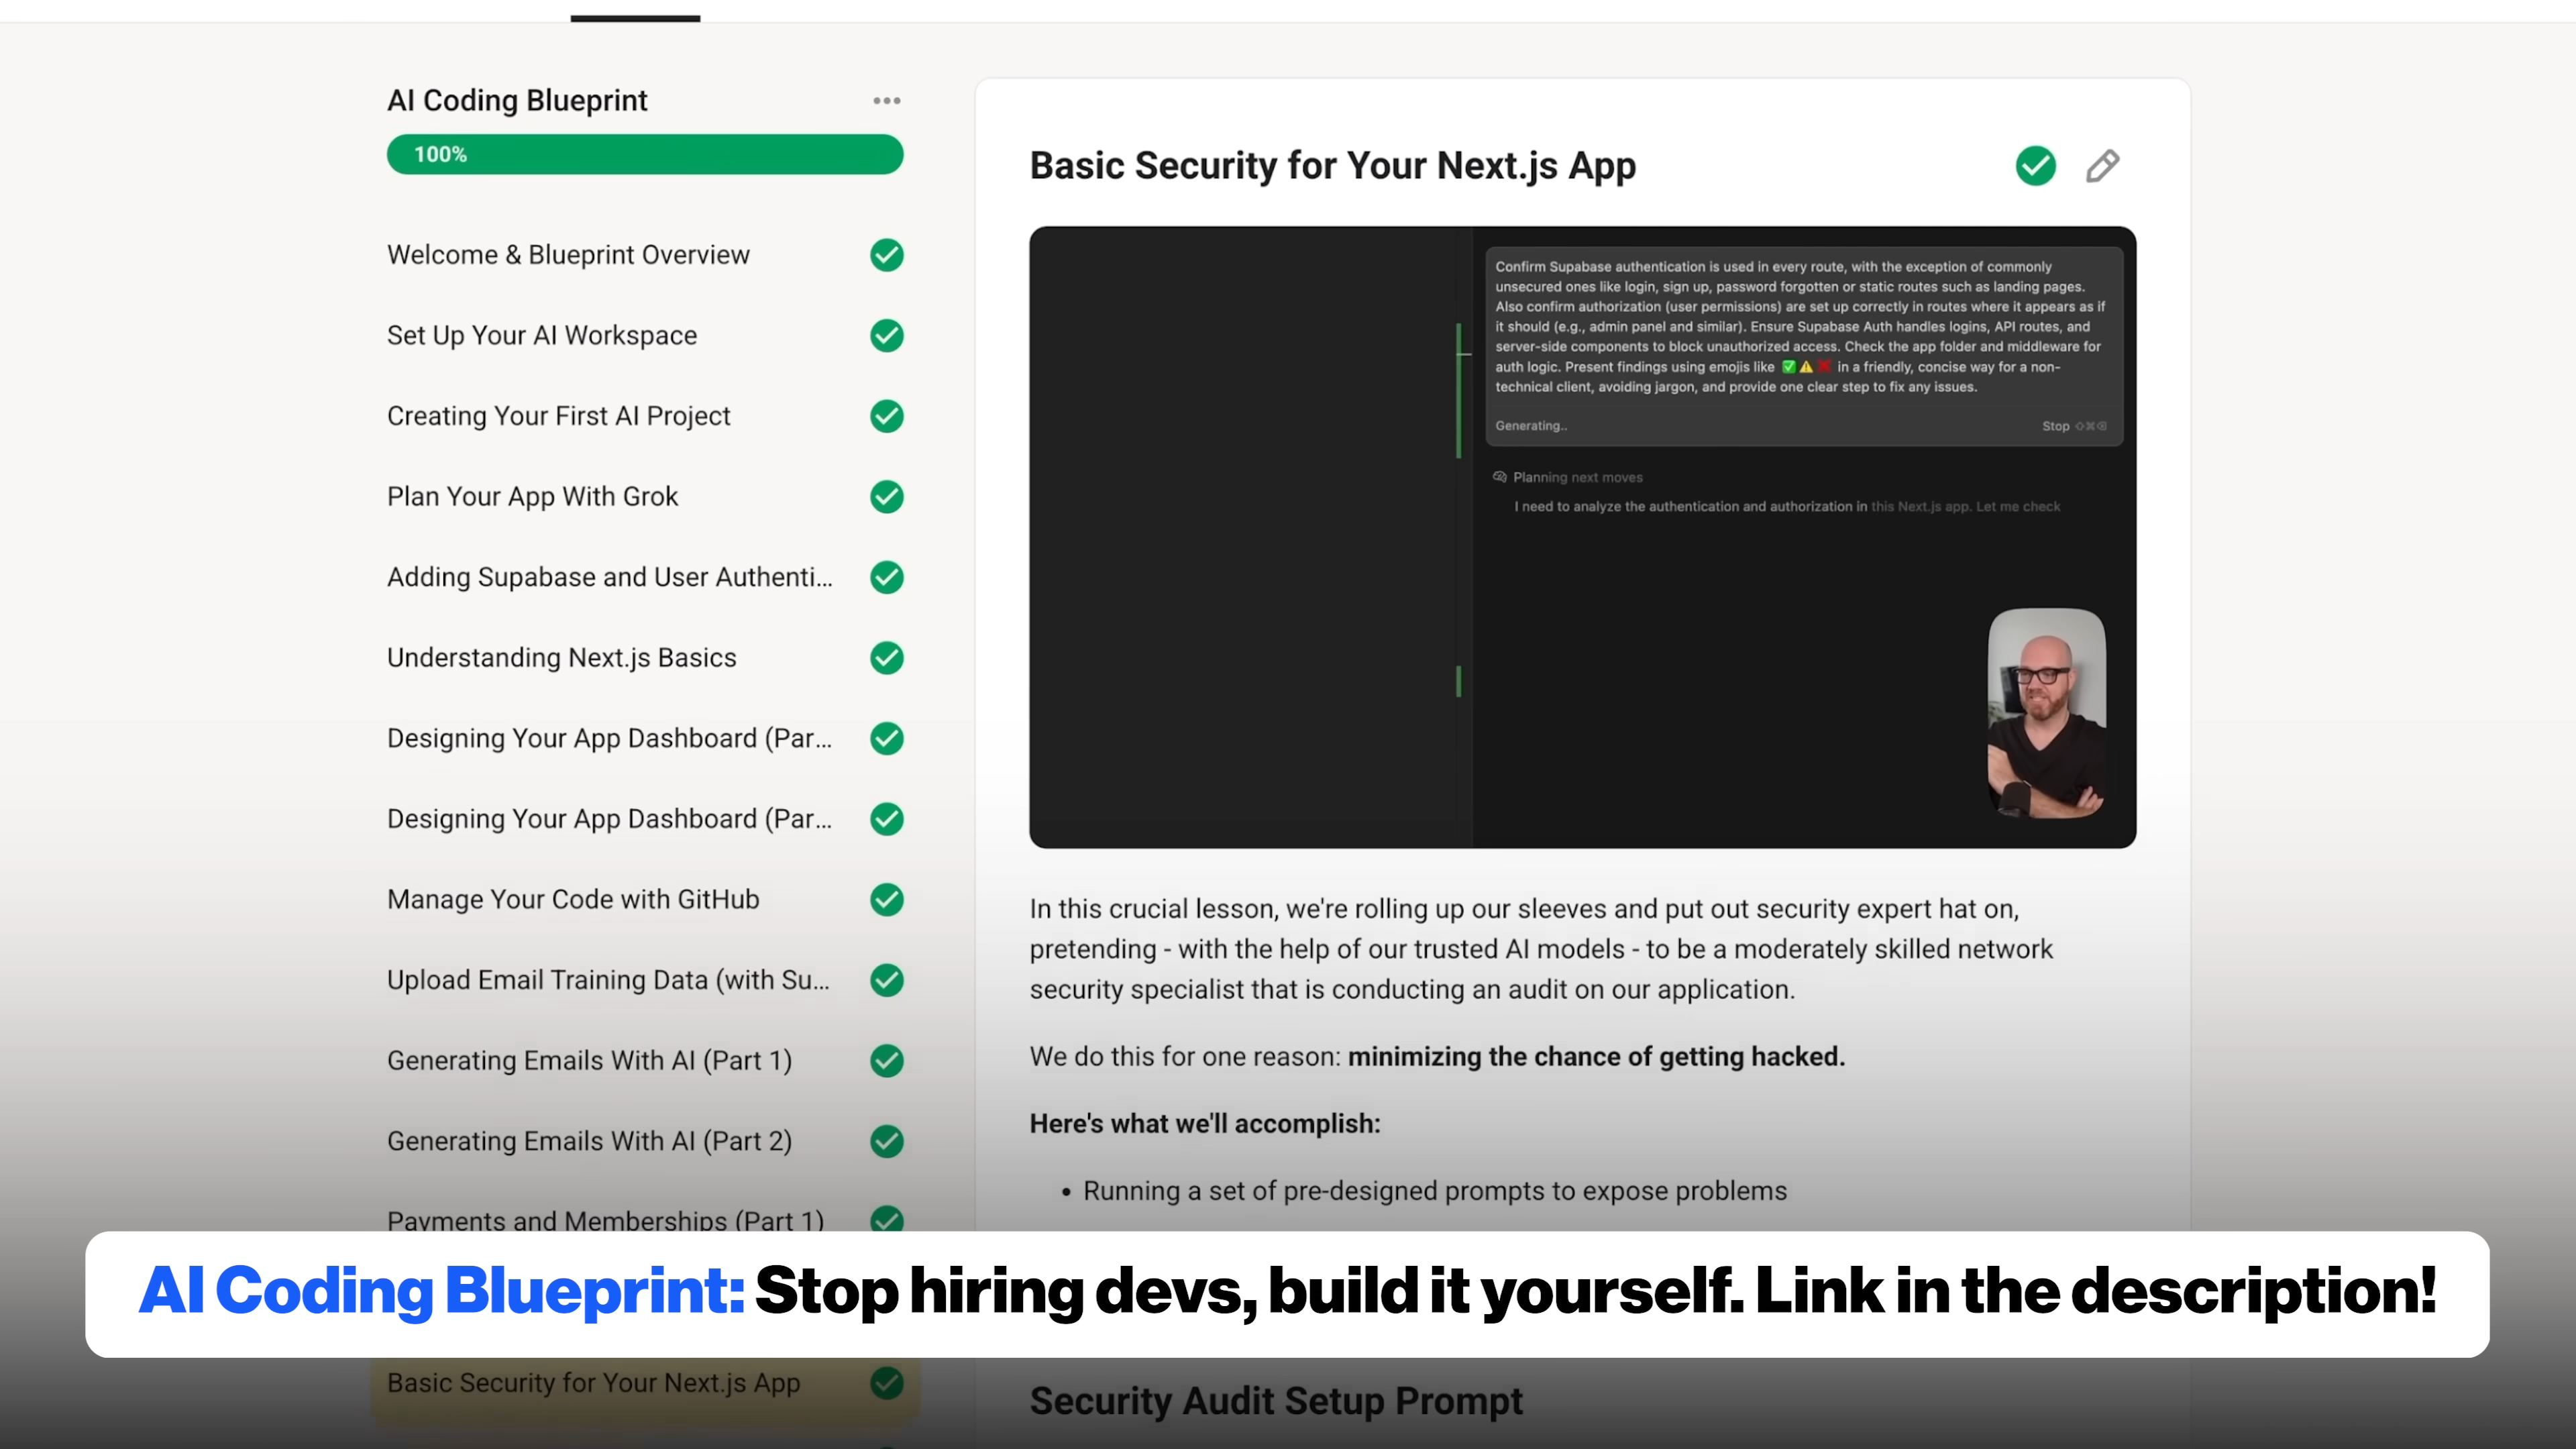 AI Coding Blueprint
100%
Welcome & Blueprint Overview
Set Up Your AI Workspace
Creating Your First AI Project
Plan Your App With Grok
Adding Supabase and User Authenti...
Understanding Next.js Basics
Designing Your App Dashboard (Par...
Designing Your App Dashboard (Par...
Manage Your Code with GitHub
Upload Email Training Data (with Su...
Generating Emails With AI (Part 1)
Generating Emails With AI (Part 2)
Payments and Memberships (Part 1)
Basic Security for Your Next.js App
Basic Security for Your Next.js App
Confirm Supabase authentication is used in every route, with the exception of commonly
unsecured ones like login, sign up, password forgotten or static routes such as landing pages.
Also confirm authorization (user permissions) are set up correctly in routes where it appears as if
it should (e.g., admin panel and similar). Ensure Supabase Auth handles logins, API routes, and
server-side components to block unauthorized access. Check the app folder and middleware for
auth logic. Present findings using emojis like ✅⚠️❌ in a friendly, concise way for a non-
technical client, avoiding jargon, and provide one clear step to fix any issues.
Generating..
Stop ⇧⌘⌫
Planning next moves
I need to analyze the authentication and authorization in this Next.js app. Let me check
In this crucial lesson, we're rolling up our sleeves and put out security expert hat on,
pretending - with the help of our trusted AI models - to be a moderately skilled network
security specialist that is conducting an audit on our application.
We do this for one reason: minimizing the chance of getting hacked.
Here's what we'll accomplish:
• Running a set of pre-designed prompts to expose problems
AI Coding Blueprint: Stop hiring devs, build it yourself. Link in the description!
Security Audit Setup Prompt